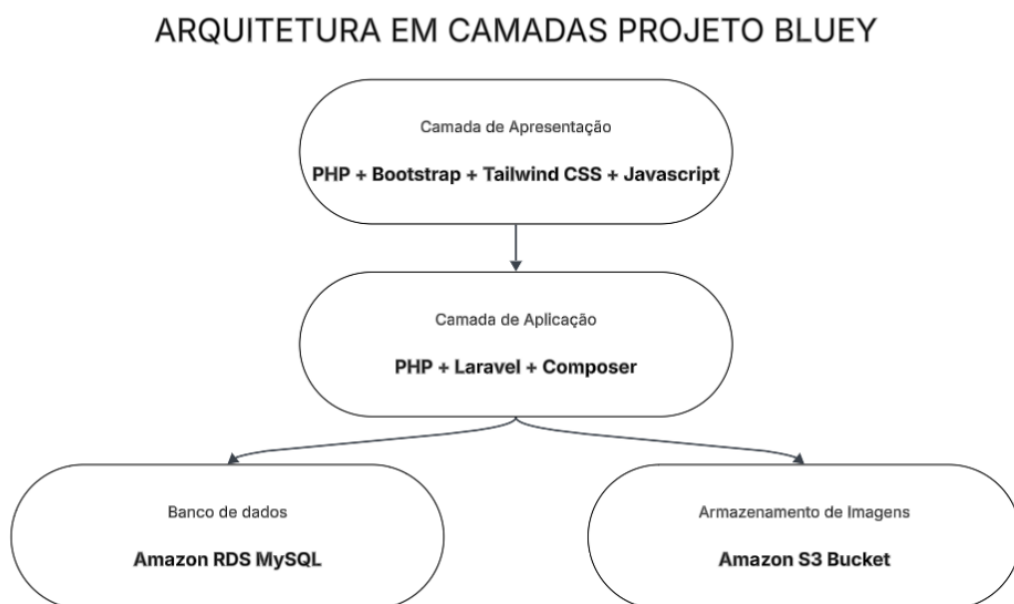 ARQUITETURA EM CAMADAS PROJETO BLUEY
Camada de Apresentação
PHP + Bootstrap + Tailwind CSS + Javascript
Camada de Aplicação
PHP + Laravel + Composer
Banco de dados
Amazon RDS MySQL
Armazenamento de Imagens
Amazon S3 Bucket